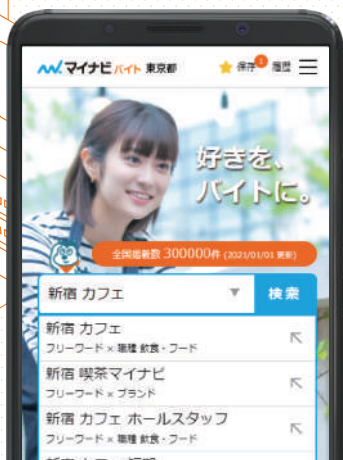 マイナビバイト 東京都
保存 1 履歴
好きを、
バイトに。
全国掲載数 300000件 (2021/01/01 更新)
新宿 カフェ ▼ 検索
新宿 カフェ
フリーワード × 職種 飲食・フード
新宿 喫茶マイナビ
フリーワード × ブランド
新宿 カフェ ホールスタッフ
フリーワード × 職種 飲食・フード